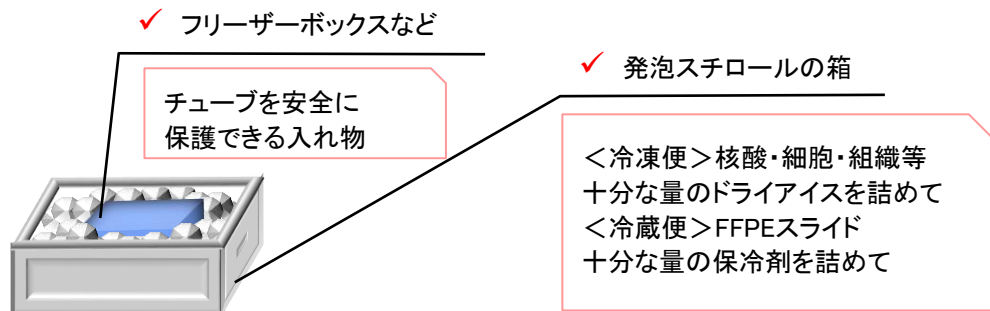 ✓ フリーザーボックスなど
チューブを安全に
保護できる入れ物
✓ 発泡スチロールの箱
＜冷凍便＞核酸・細胞・組織等
十分な量のドライアイスを詰めて
＜冷蔵便＞FFPEスライド
十分な量の保冷剤を詰めて